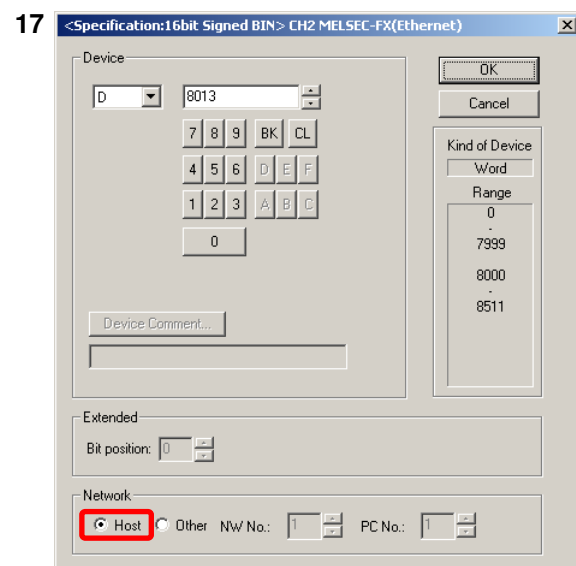 17
<Specification:16bit Signed BIN> CH2 MELSEC-FX(Ethernet)
Device
D
8013
7 8 9 BK CL
4 5 6 D E F
1 2 3 A B C
0
Device Comment...
OK
Cancel
Kind of Device
Word
Range
0
-
7999
8000
-
8511
Extended
Bit position: 0
Network
Host Other NW No.: 1 PC No.: 1